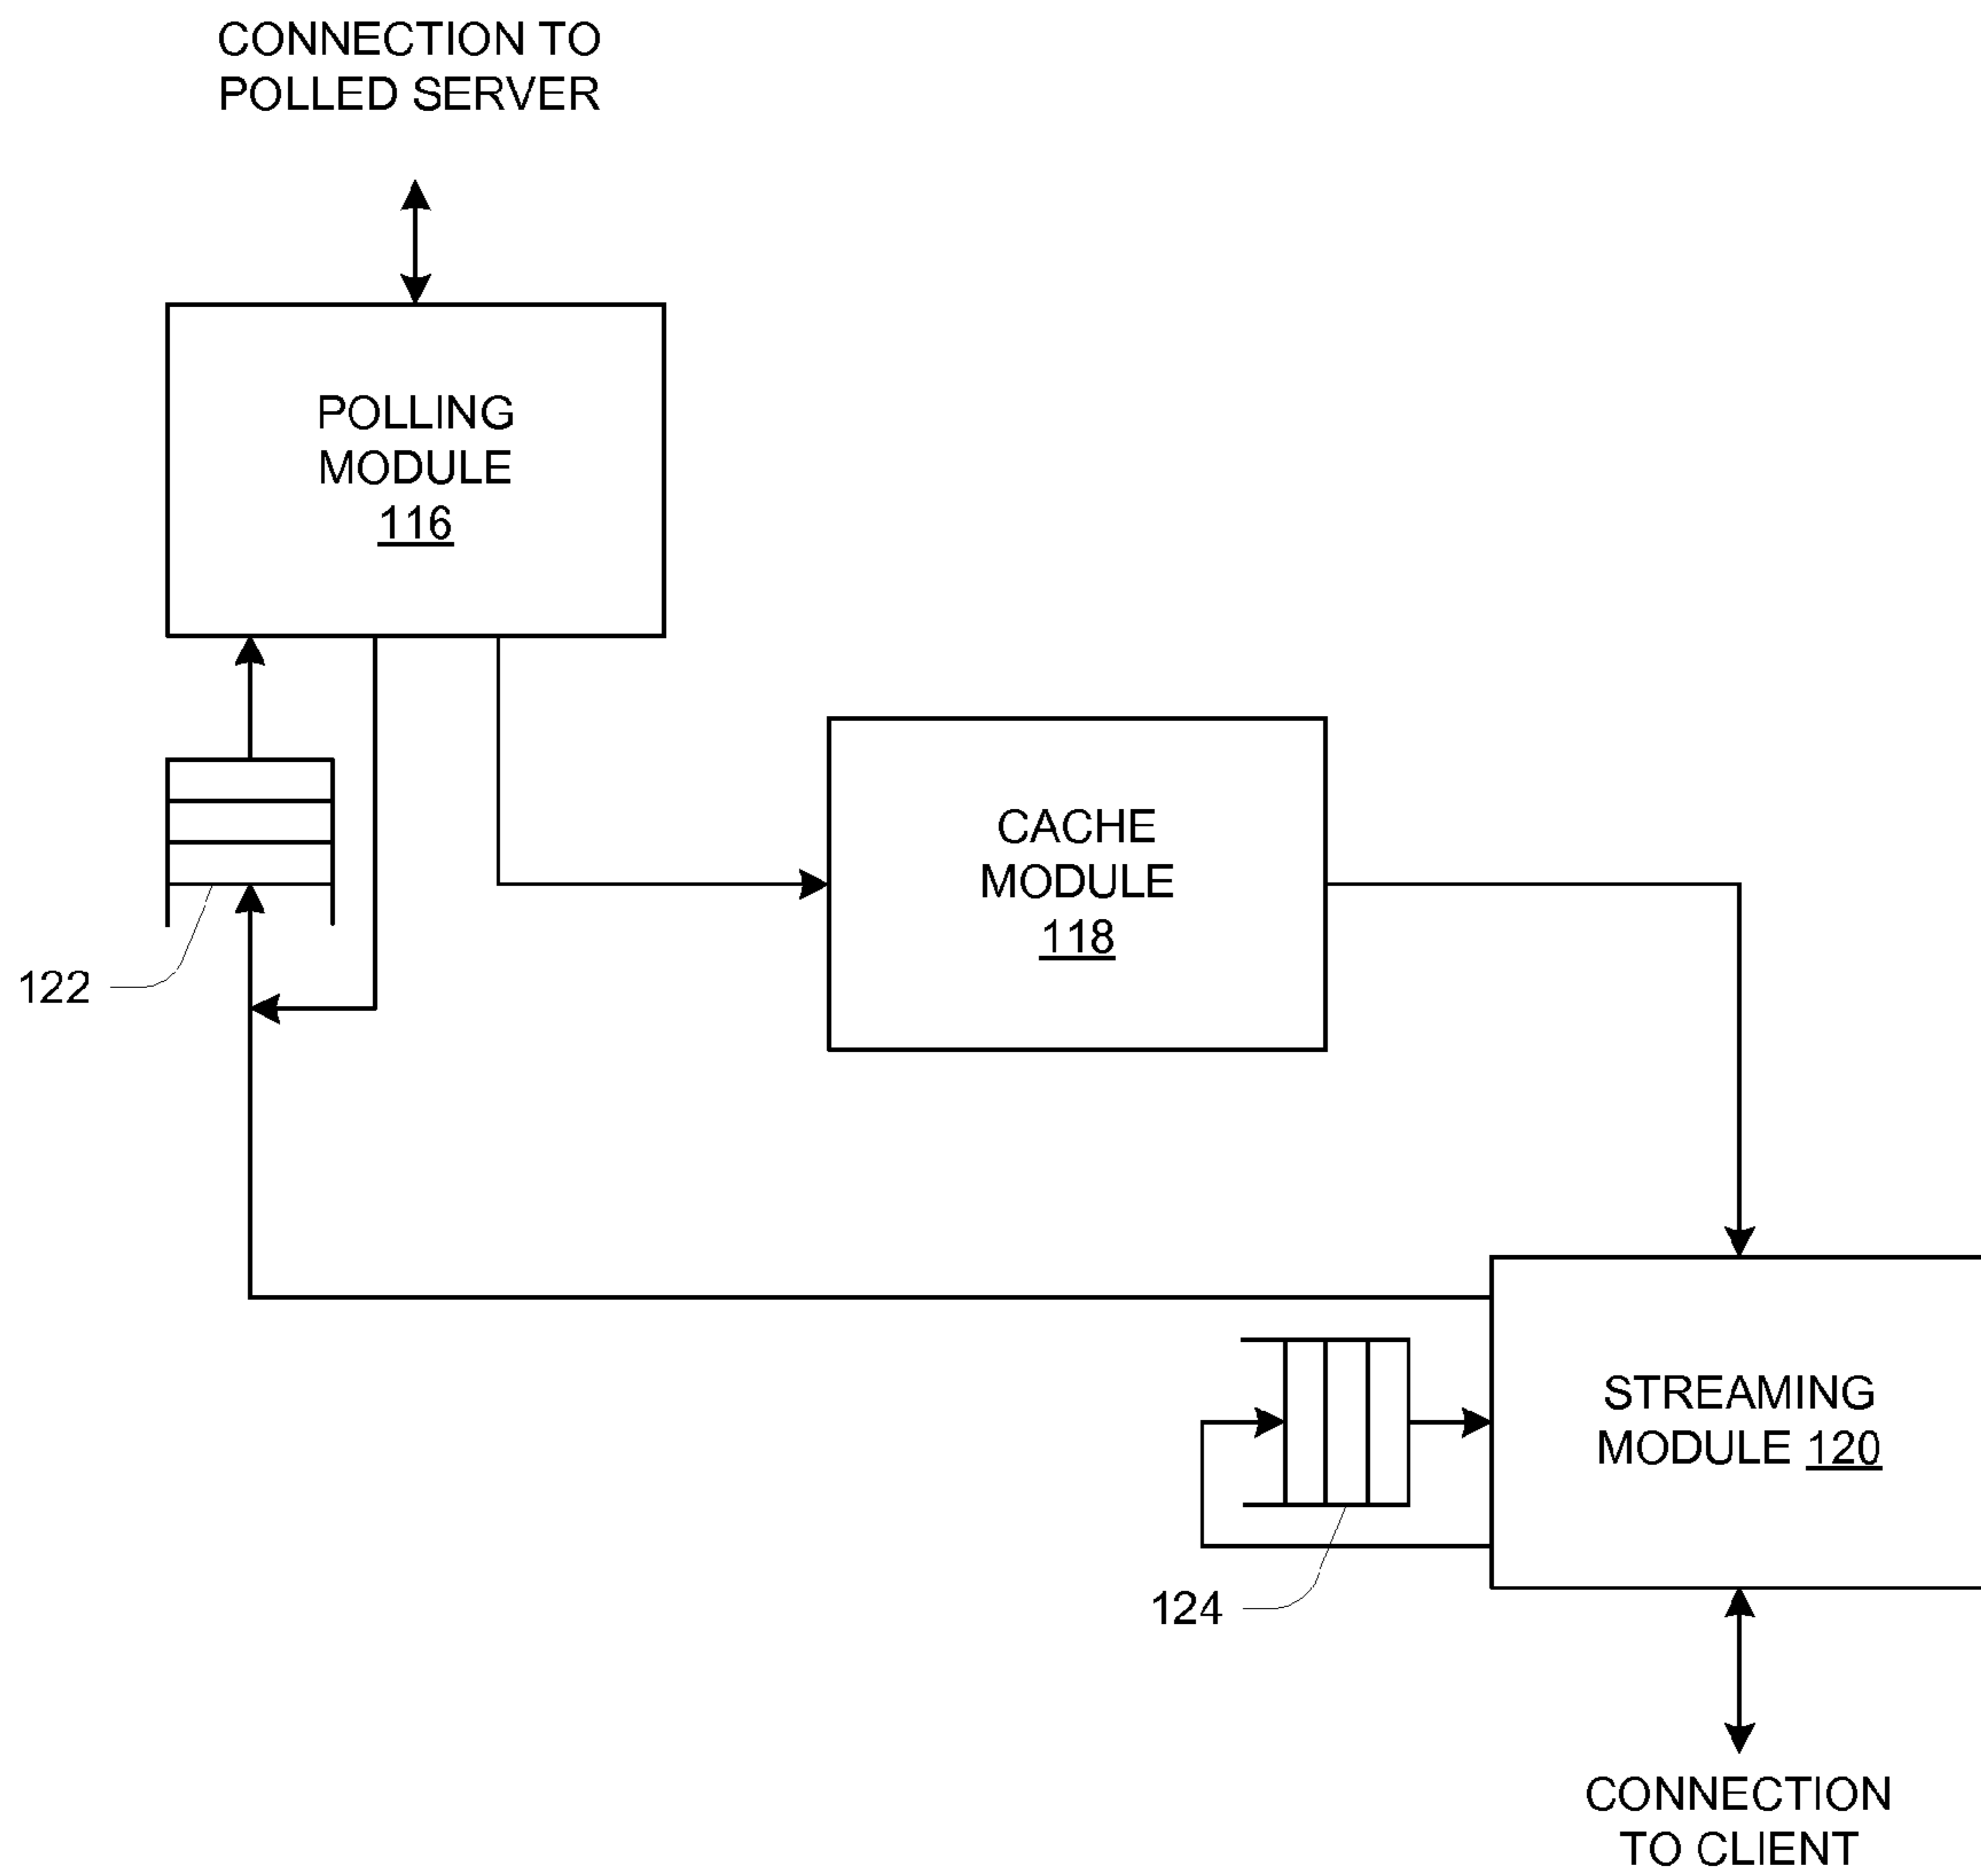 CONNECTION TO
POLLED SERVER
POLLING
MODULE
116
CACHE
MODULE
118
122
STREAMING
MODULE 120
124
CONNECTION
TO CLIENT